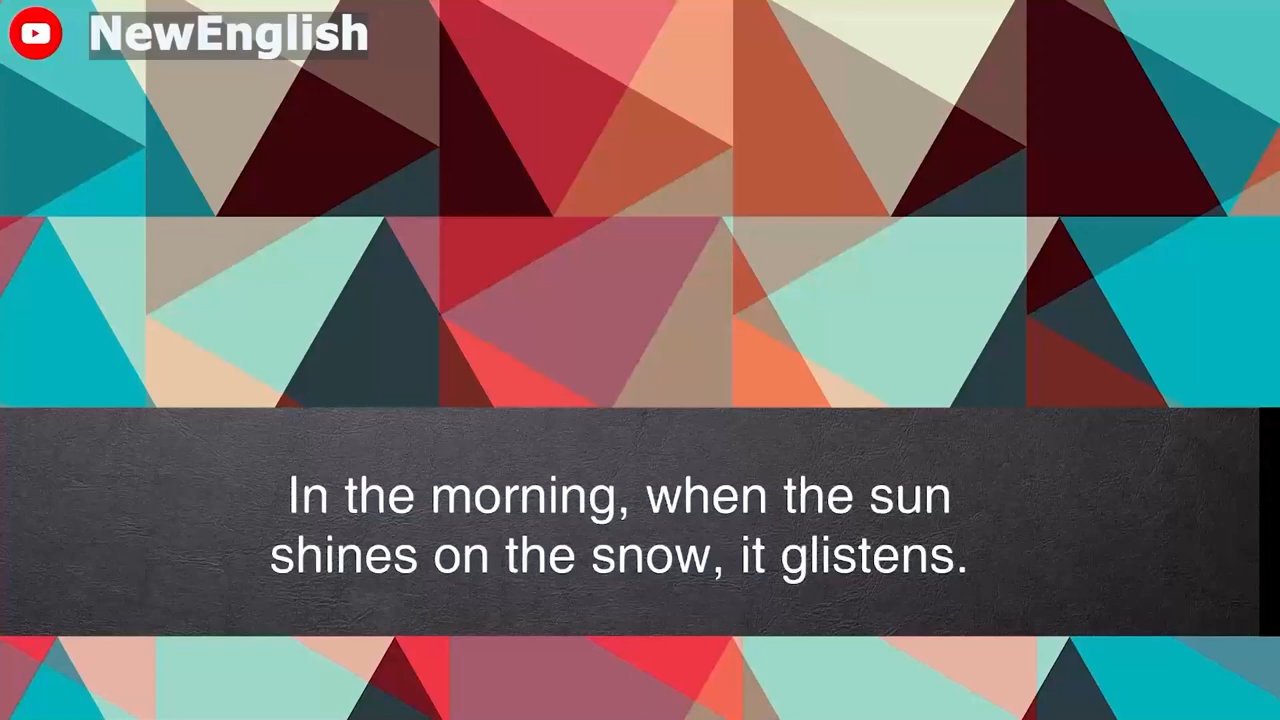 NewEnglish
In the morning, when the sun
shines on the snow, it glistens.